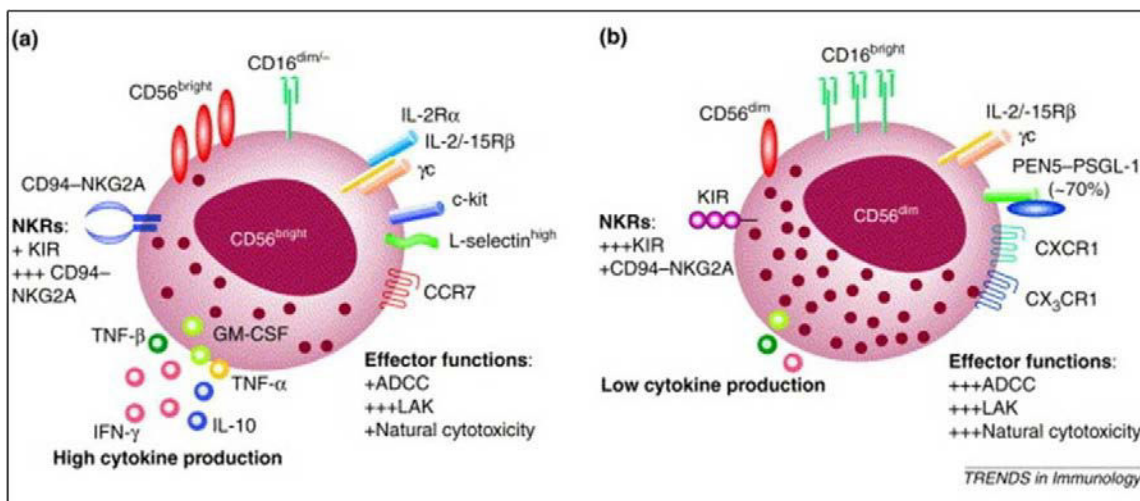 (a)
CD16dim/–
CD56bright
IL-2Rα
IL-2/-15Rβ
γc
CD94–NKG2A
c-kit
NKRs:
+ KIR
+++ CD94–
NKG2A
CD56bright
L-selectinhigh
CCR7
TNF-β
GM-CSF
TNF-α
IFN-γ
IL-10
High cytokine production
Effector functions:
+ADCC
+++LAK
+Natural cytotoxicity
(b)
CD16bright
CD56dim
IL-2/-15Rβ
γc
PEN5–PSGL-1
(~70%)
KIR
NKRs:
+++KIR
+CD94–NKG2A
CD56dim
CXCR1
CX3CR1
Low cytokine production
Effector functions:
+++ADCC
+++LAK
+++Natural cytotoxicity
TRENDS in Immunology